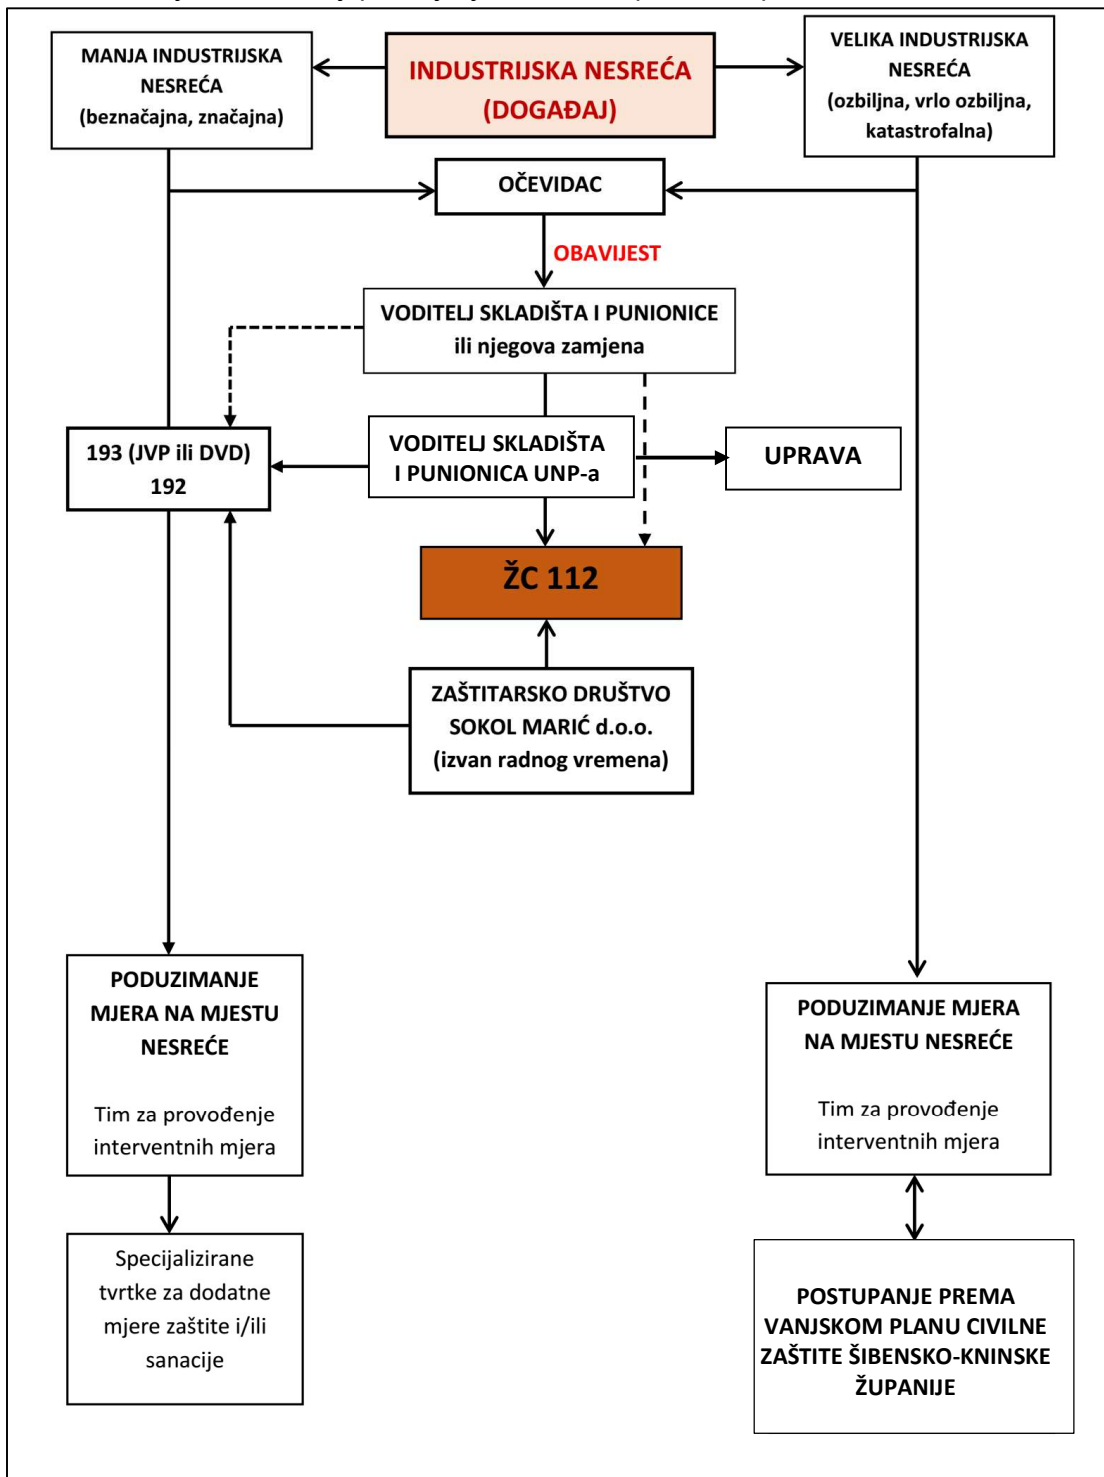 MANJA INDUSTRIJSKA
NESREĆA
(beznačajna, značajna)
INDUSTRIJSKA NESREĆA
(DOGAĐAJ)
VELIKA INDUSTRIJSKA
NESREĆA
(ozbiljna, vrlo ozbiljna,
katastrofalna)
OČEVIDAC
OBAVIJEST
VODITELJ SKLADIŠTA I PUNIONICE
ili njegova zamjena
193 (JVP ili DVD)
192
VODITELJ SKLADIŠTA
I PUNIONICA UNP-a
UPRAVA
ŽC 112
ZAŠTITARSKO DRUŠTVO
SOKOL MARIĆ d.o.o.
(izvan radnog vremena)
PODUZIMANJE
MJERA NA MJESTU
NESREĆE
Tim za provođenje
interventnih mjera
PODUZIMANJE MJERA
NA MJESTU NESREĆE
Tim za provođenje
interventnih mjera
Specijalizirane
tvrtke za dodatne
mjere zaštite i/ili
sanacije
POSTUPANJE PREMA
VANJSKOM PLANU CIVILNE
ZAŠTITE ŠIBENSKO-KNINSKE
ŽUPANIJE